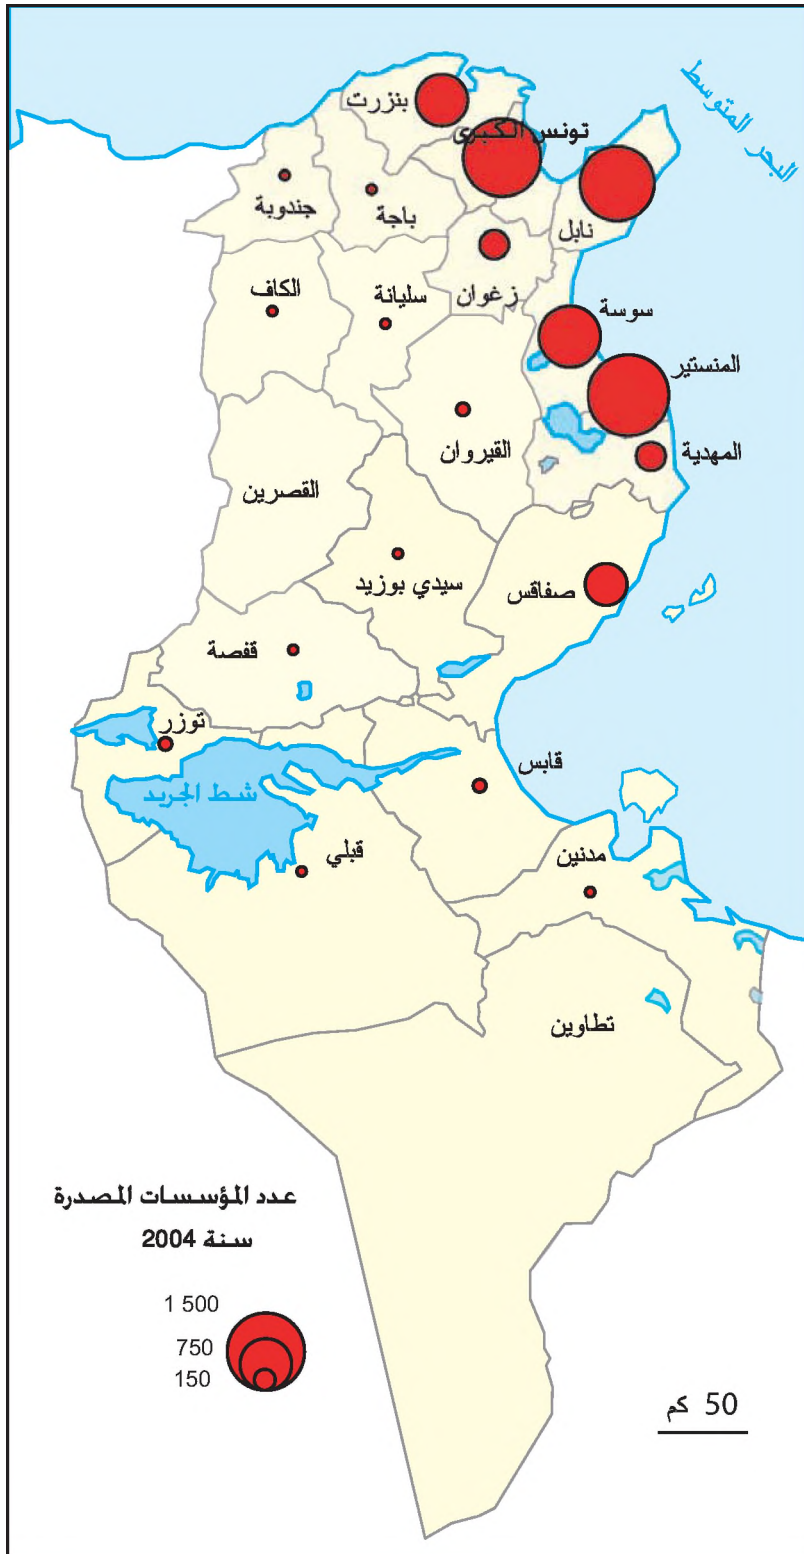 البحر المتوسط
بنزرت
تونس الكبرى
جندوبة
باجة
نابل
زغوان
الكاف
سليانة
سوسة
المنستير
المهدية
القيروان
القصرين
سيدي بوزيد
صفاقس
قفصة
توزر
قابس
شط الجريد
قبلي
مدنين
تطاوين
عدد المؤسسات المصدرة
سنة 2004
1 500
750
150
50 كم